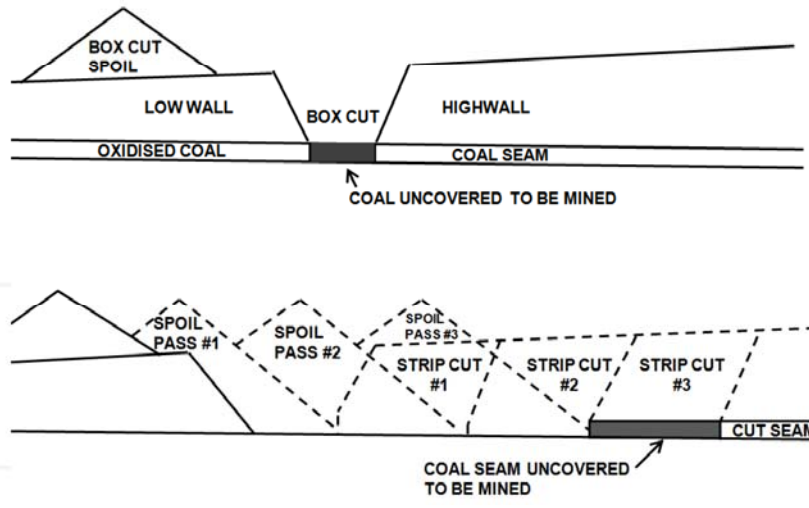 BOX CUT
SPOIL
LOW WALL
BOX CUT
HIGHWALL
OXIDISED COAL
COAL SEAM
COAL UNCOVERED TO BE MINED
SPOIL
PASS #1
SPOIL
PASS #2
SPOIL
PASS #3
STRIP CUT
#1
STRIP CUT
#2
STRIP CUT
#3
CUT SEAM
COAL SEAM UNCOVERED
TO BE MINED